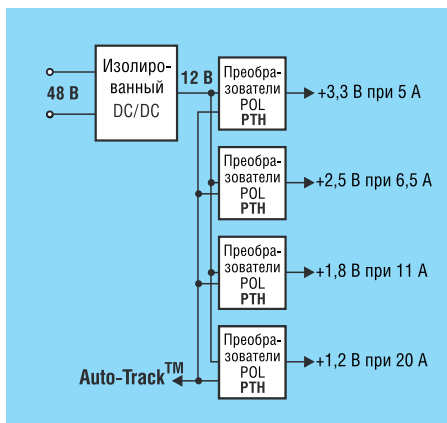 Изолиро-
ванный
DC/DC
48 В
12 В
Преобра-
зователи
POL
PTH
+3,3 В при 5 А
Преобра-
зователи
POL
PTH
+2,5 В при 6,5 А
Преобра-
зователи
POL
PTH
+1,8 В при 11 А
Преобра-
зователи
POL
PTH
+1,2 В при 20 А
Auto-Track™